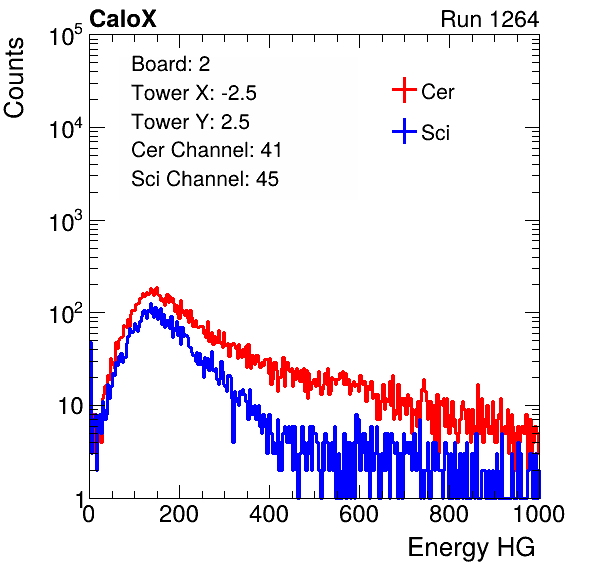 CaloX Run 1264
Counts
Board: 2
Tower X: -2.5
Tower Y: 2.5
Cer Channel: 41
Sci Channel: 45
Cer
Sci
10^5
10^4
10^3
10^2
10
1
0 200 400 600 800 1000
Energy HG